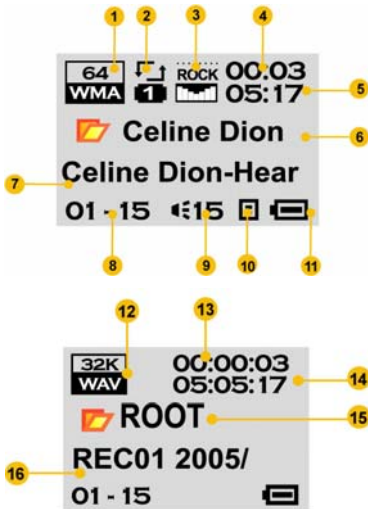 1 2 3 4
64 ROCK 00:03
WMA 1 05:17 5
Celine Dion 6
7 Celine Dion-Hear
01 - 15 15
8 9 10 11
12 13
32K 00:00:03
WAV 05:05:17 14
ROOT 15
REC01 2005/
16
01 - 15